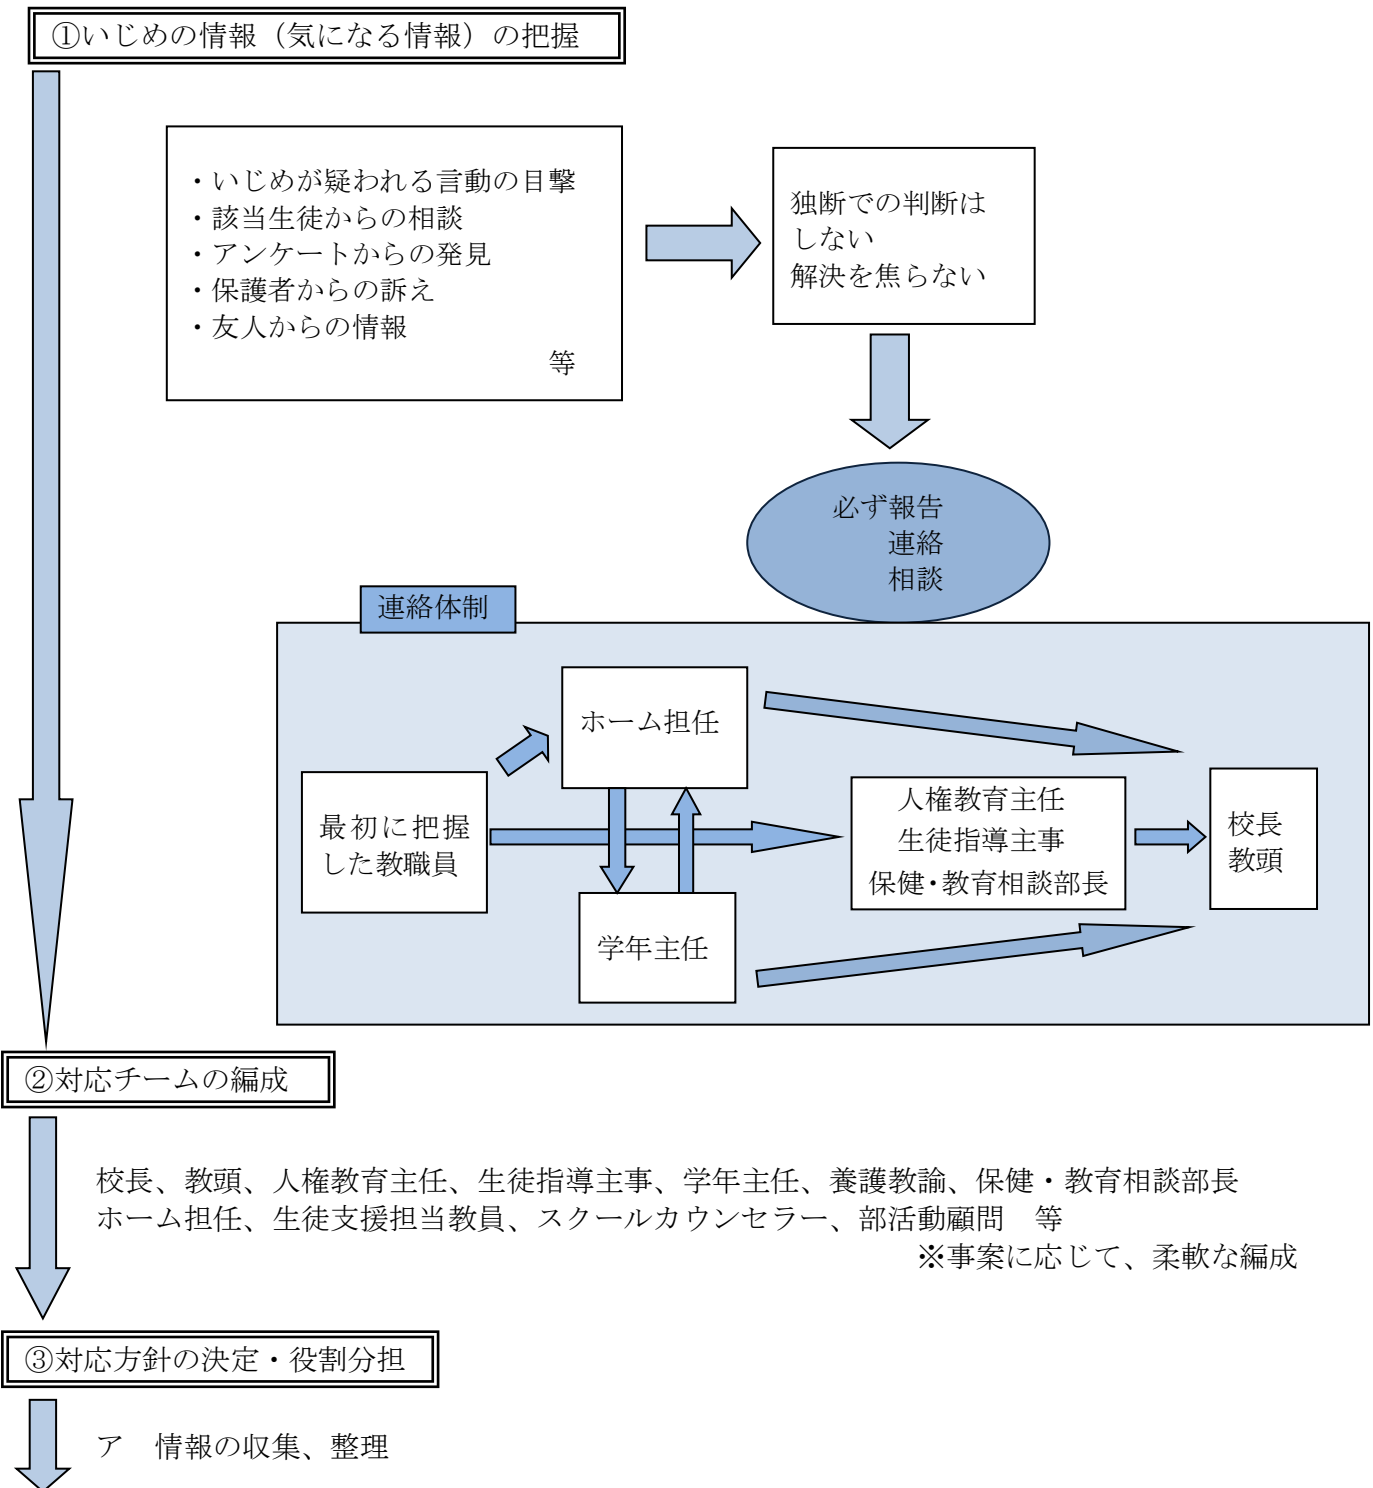 ①いじめの情報（気になる情報）の把握
・いじめが疑われる言動の目撃
・該当生徒からの相談
・アンケートからの発見
・保護者からの訴え
・友人からの情報
等
独断での判断は
しない
解決を焦らない
必ず報告
連絡
相談
連絡体制
ホーム担任
最初に把握
した教職員
人権教育主任
生徒指導主事
保健・教育相談部長
校長
教頭
学年主任
②対応チームの編成
校長、教頭、人権教育主任、生徒指導主事、学年主任、養護教諭、保健・教育相談部長
ホーム担任、生徒支援担当教員、スクールカウンセラー、部活動顧問　等
※事案に応じて、柔軟な編成
③対応方針の決定・役割分担
ア　情報の収集、整理